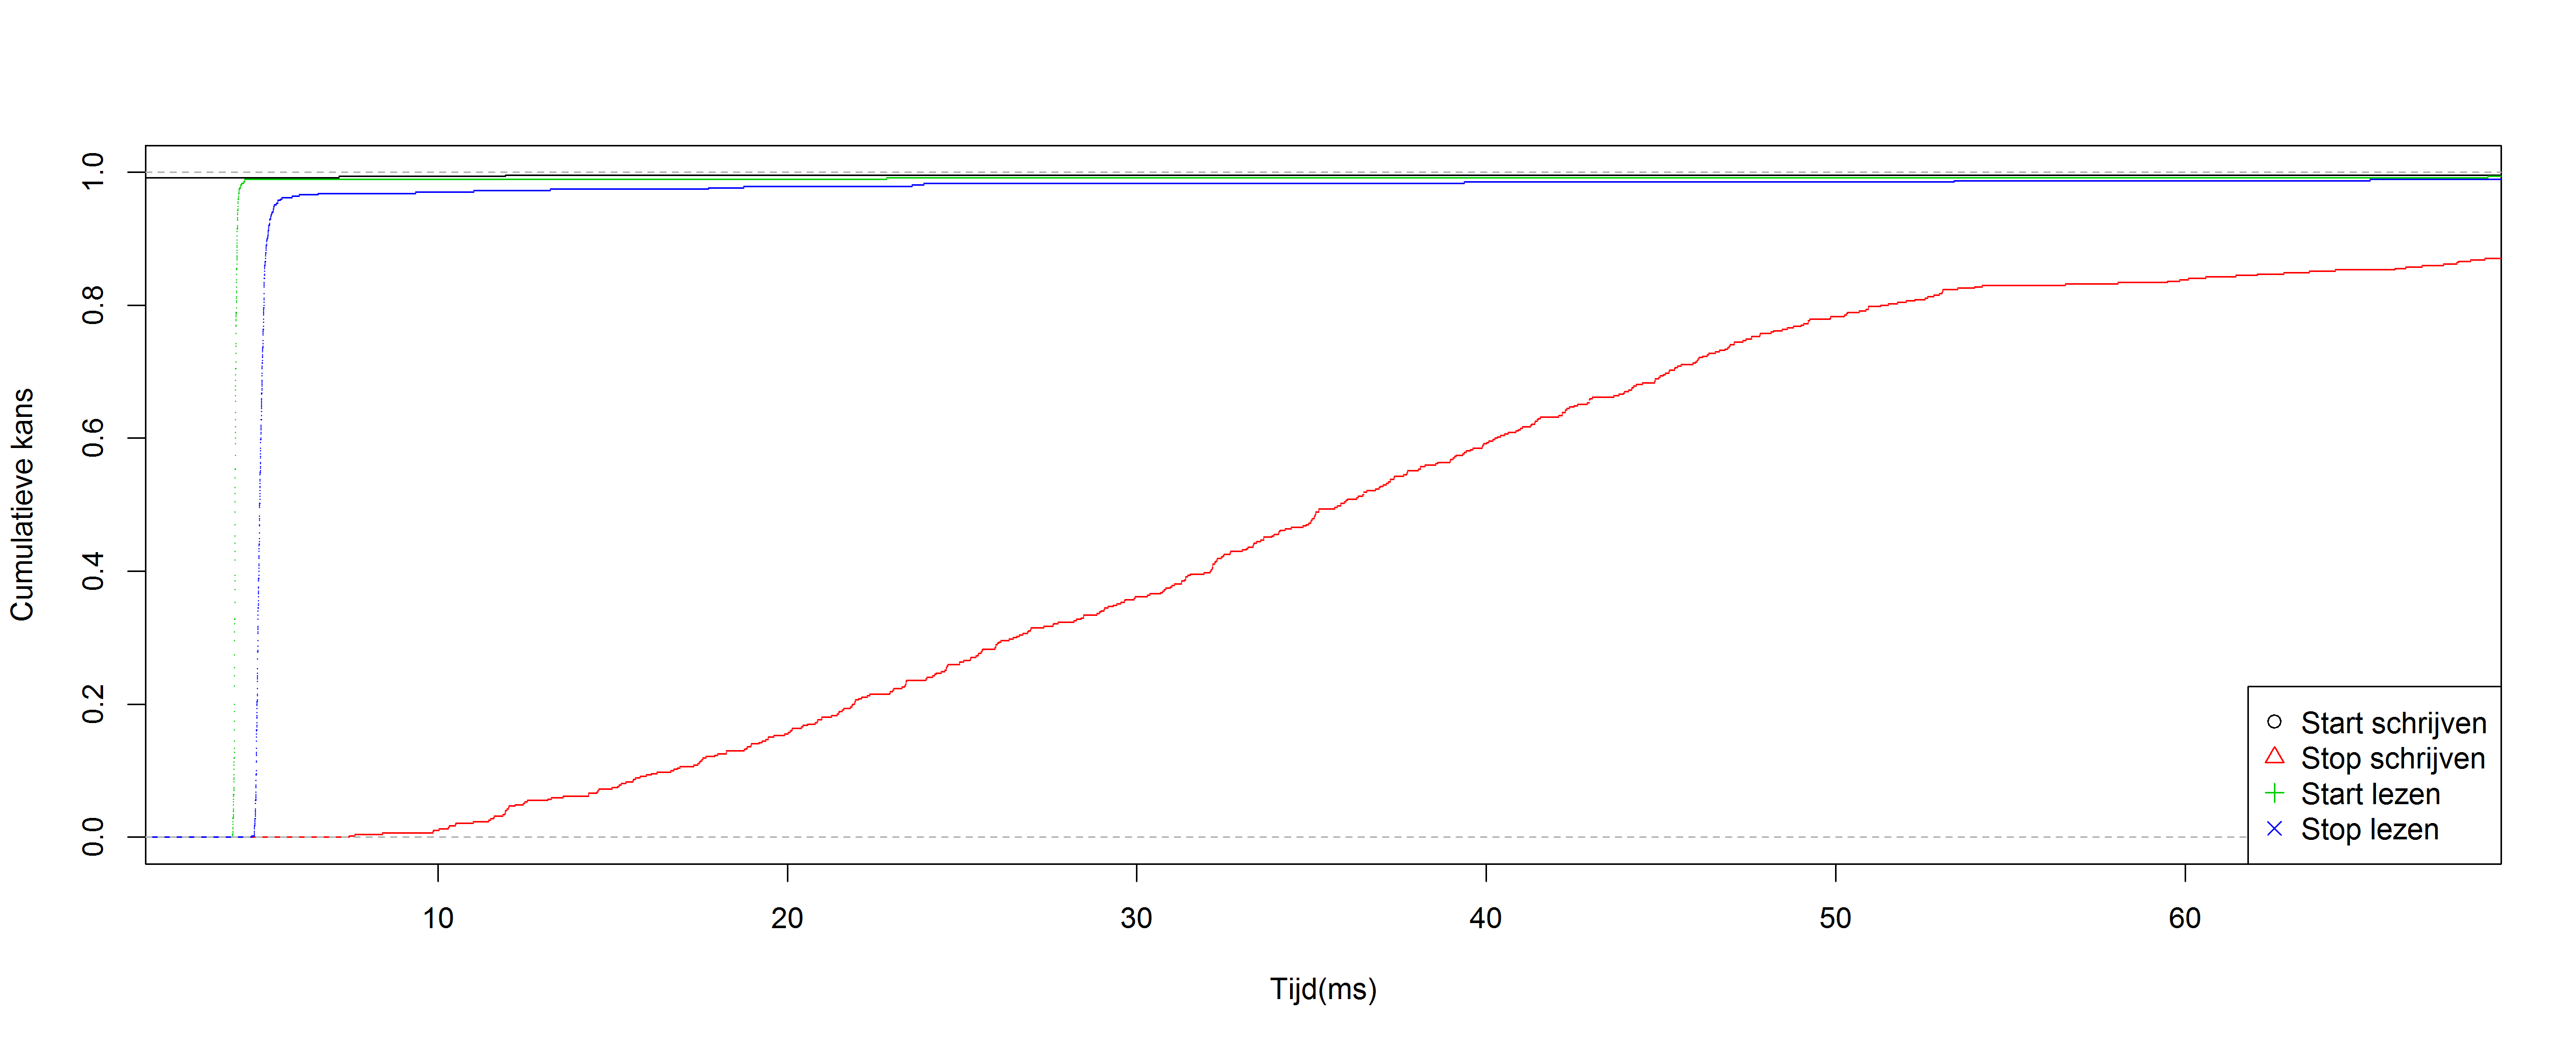 1.0
0.8
0.6
0.4
0.2
0.0
Cumulatieve kans
10 20 30 40 50 60
Tijd(ms)
Start schrijven
Stop schrijven
Start lezen
Stop lezen